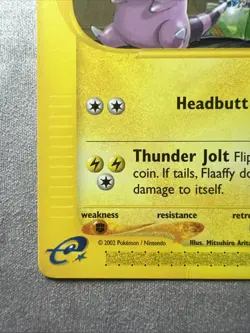 Headbutt
Thunder Jolt Flip
coin. If tails, Flaaffy do
damage to itself.
weakness resistance retre
© 2002 Pokémon / Nintendo Illus. Mitsuhiro Arita
e